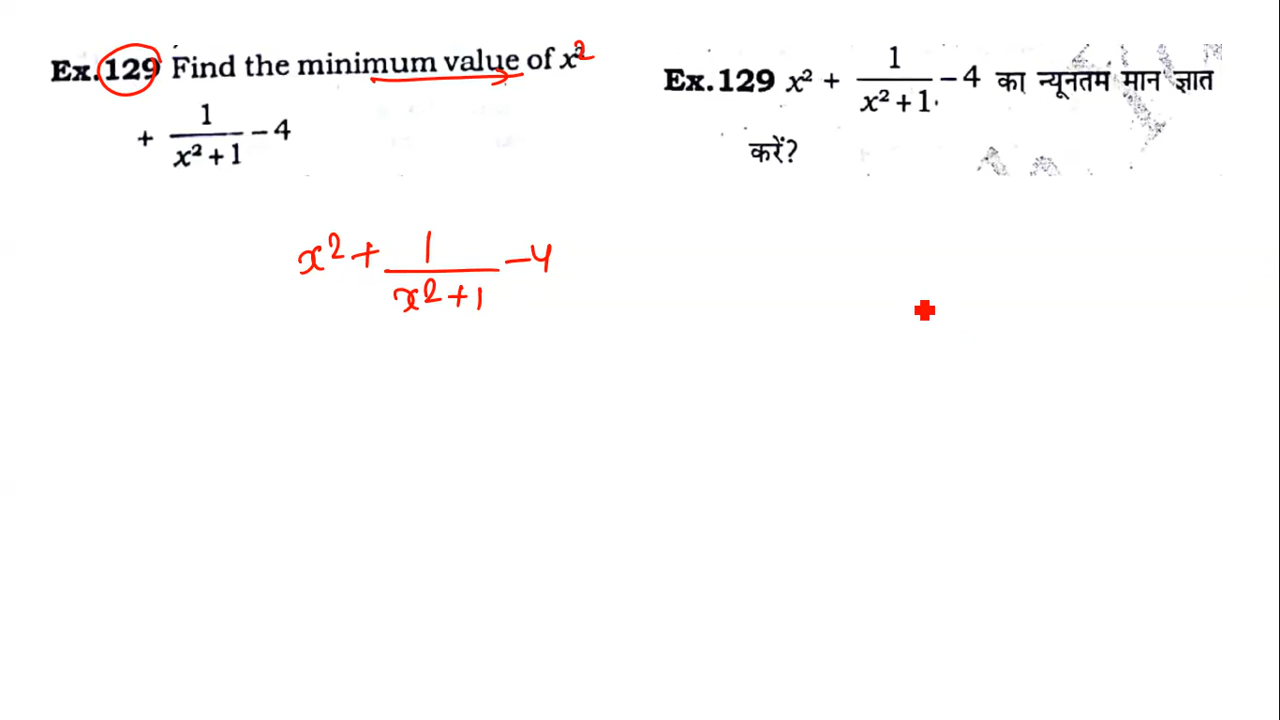 Ex.129 Find the minimum value of x²
+ 1/(x²+1) − 4
Ex.129 x² + 1/(x²+1) − 4 का न्यूनतम मान ज्ञात
करें?
x² + 1/(x²+1) − 4